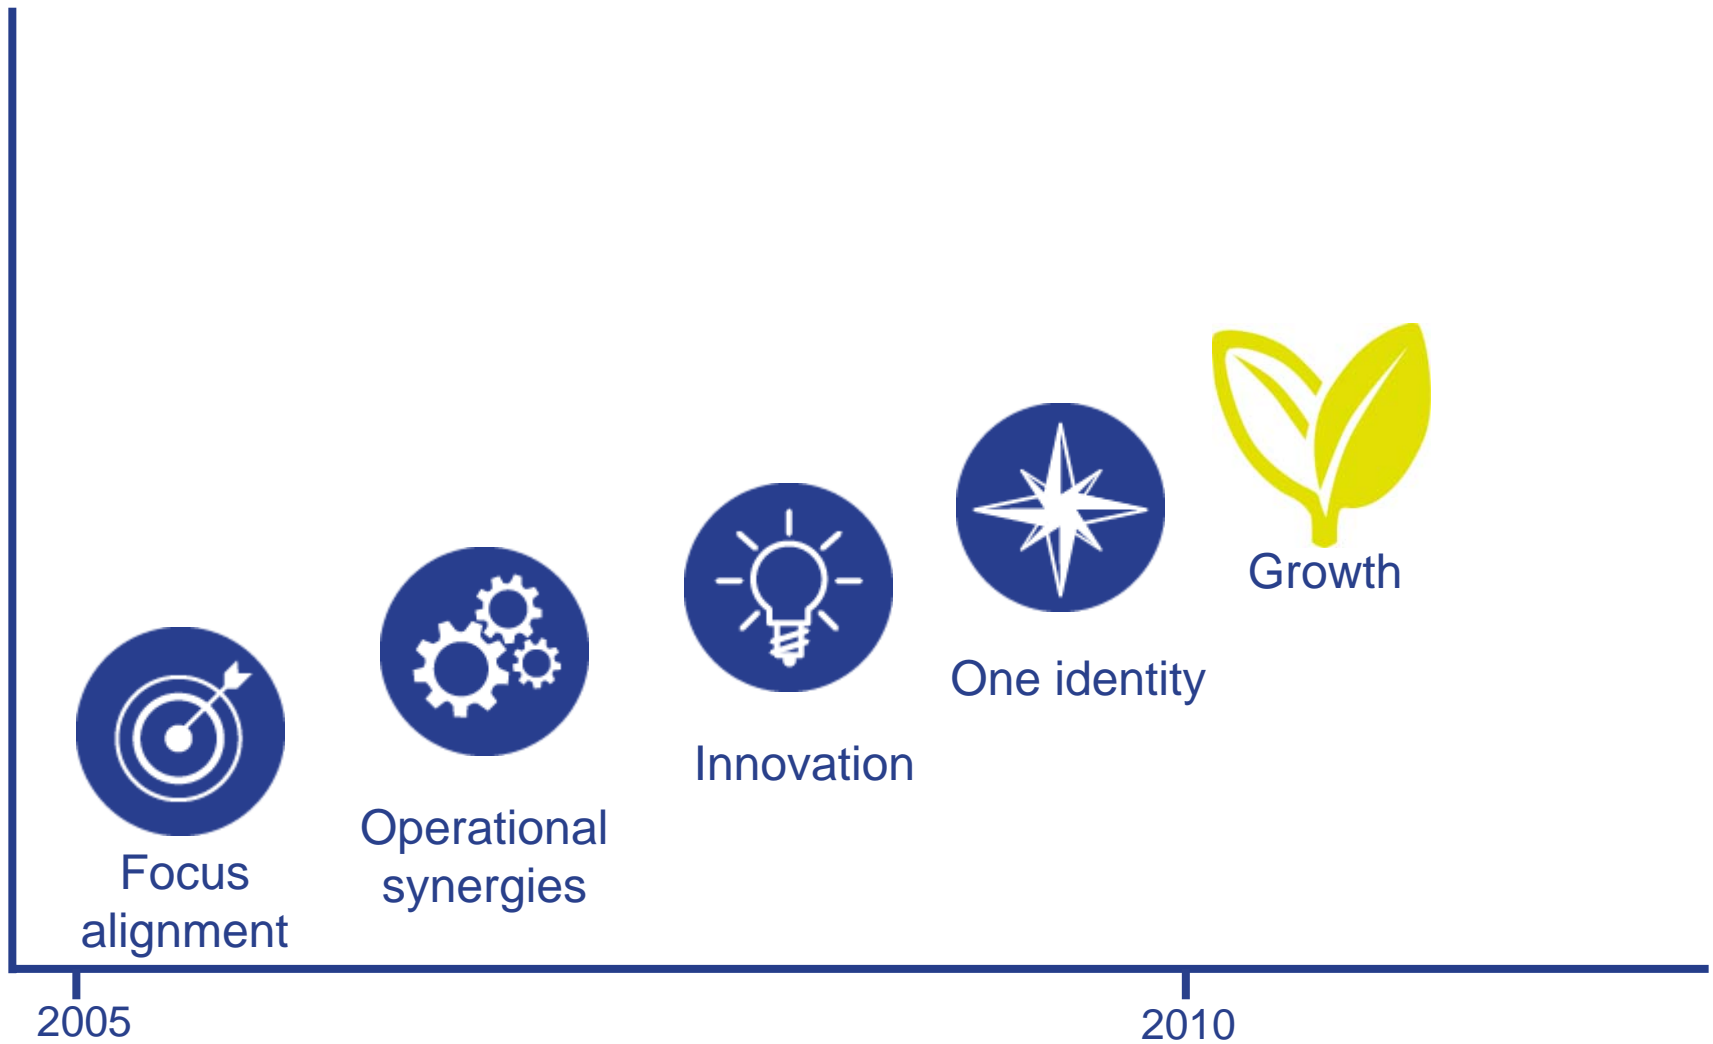 Growth
One identity
Innovation
Operational
synergies
Focus
alignment
2005
2010